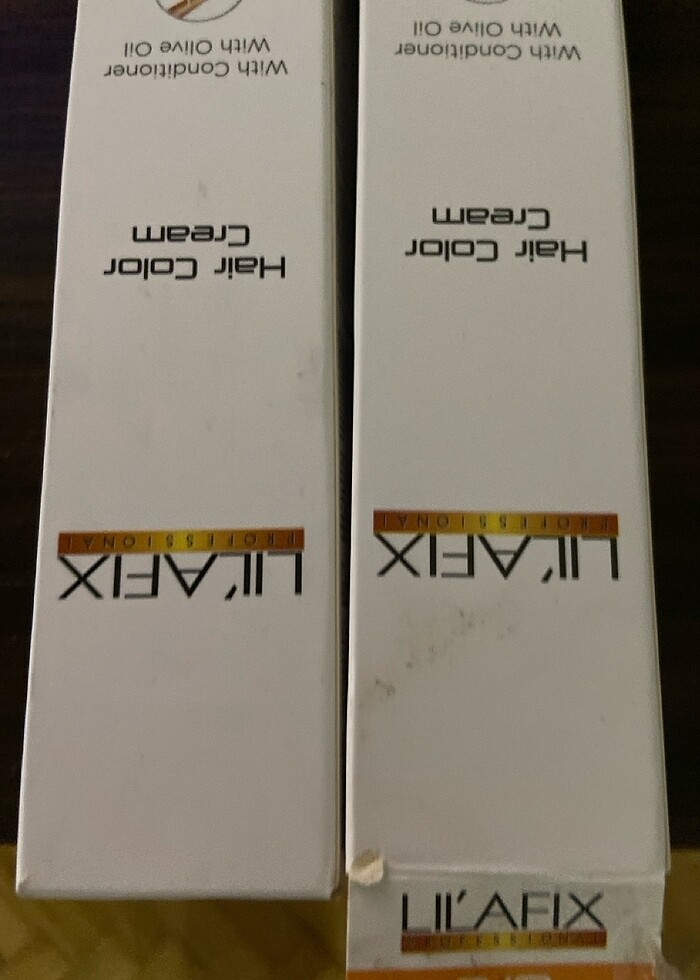 LIL'AFIX
PROFESSIONAL
Hair Color
Cream
With Conditioner
With Olive Oil
LIL'AFIX
PROFESSIONAL
Hair Color
Cream
With Conditioner
With Olive Oil
LIL'AFIX
PROFESSIONAL